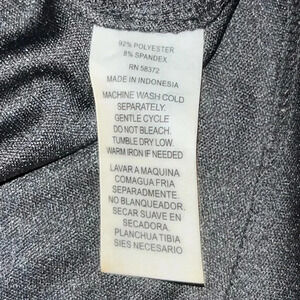 92% POLYESTER
8% SPANDEX
RN 58372
MADE IN INDONESIA
MACHINE WASH COLD
SEPARATELY.
GENTLE CYCLE
DO NOT BLEACH.
TUMBLE DRY LOW.
WARM IRON IF NEEDED
LAVAR A MAQUINA
COMAGUA FRIA
SEPARADMENTE.
NO BLANQUEADOR.
SECAR SUAVE EN
SECADORA.
PLANCHUA TIBIA
SIES NECESARIO